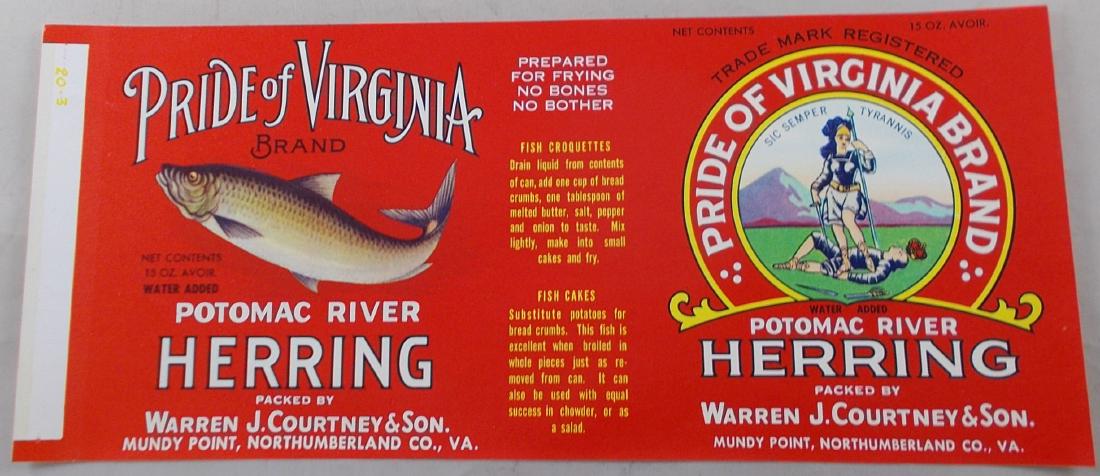 20-3
PRIDE of VIRGINIA
BRAND
NET CONTENTS
15 OZ. AVOIR.
WATER ADDED
POTOMAC RIVER
HERRING
PACKED BY
WARREN J. COURTNEY & SON.
MUNDY POINT, NORTHUMBERLAND CO., VA.
PREPARED
FOR FRYING
NO BONES
NO BOTHER
FISH CROQUETTES
Drain liquid from contents
of can, add one cup of bread
crumbs, one tablespoon of
melted butter, salt, pepper
and onion to taste. Mix
lightly, make into small
cakes and fry.
FISH CAKES
Substitute potatoes for
bread crumbs. This fish is
excellent when broiled in
whole pieces just as re-
moved from can. It can
also be used with equal
success in chowder, or as
a salad.
NET CONTENTS 15 OZ. AVOIR.
TRADE MARK REGISTERED
PRIDE OF VIRGINIA BRAND
SIC SEMPER TYRANNIS
WATER ADDED
POTOMAC RIVER
HERRING
PACKED BY
WARREN J. COURTNEY & SON.
MUNDY POINT, NORTHUMBERLAND CO., VA.